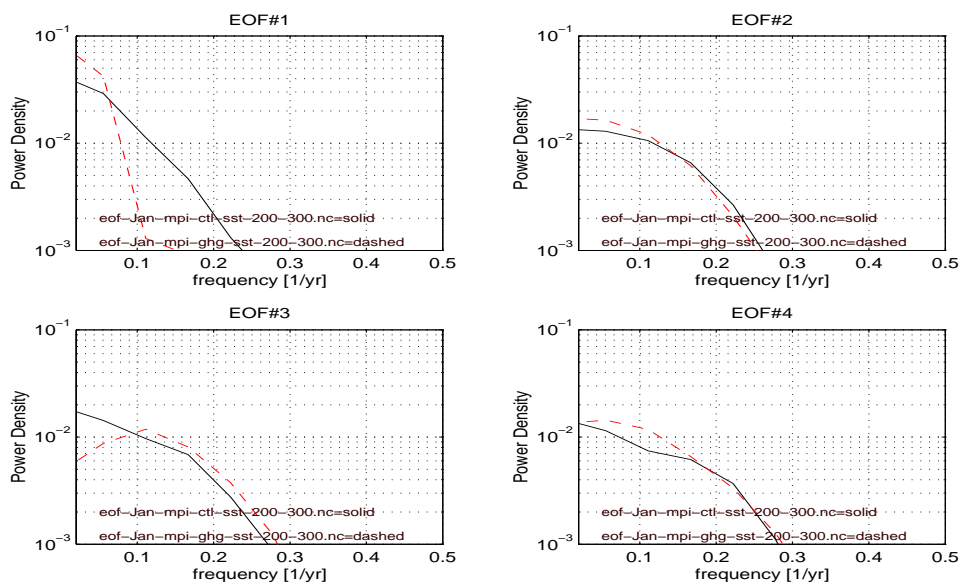 EOF#1
10⁻¹
10⁻²
10⁻³
Power Density
eof-Jan-mpi-ctl-sst-200-300.nc=solid
eof-Jan-mpi-ghg-sst-200-300.nc=dashed
0.1 0.2 0.3 0.4 0.5
frequency [1/yr]
EOF#2
10⁻¹
10⁻²
10⁻³
Power Density
eof-Jan-mpi-ctl-sst-200-300.nc=solid
eof-Jan-mpi-ghg-sst-200-300.nc=dashed
0.1 0.2 0.3 0.4 0.5
frequency [1/yr]
EOF#3
10⁻¹
10⁻²
10⁻³
Power Density
eof-Jan-mpi-ctl-sst-200-300.nc=solid
eof-Jan-mpi-ghg-sst-200-300.nc=dashed
0.1 0.2 0.3 0.4 0.5
frequency [1/yr]
EOF#4
10⁻¹
10⁻²
10⁻³
Power Density
eof-Jan-mpi-ctl-sst-200-300.nc=solid
eof-Jan-mpi-ghg-sst-200-300.nc=dashed
0.1 0.2 0.3 0.4 0.5
frequency [1/yr]